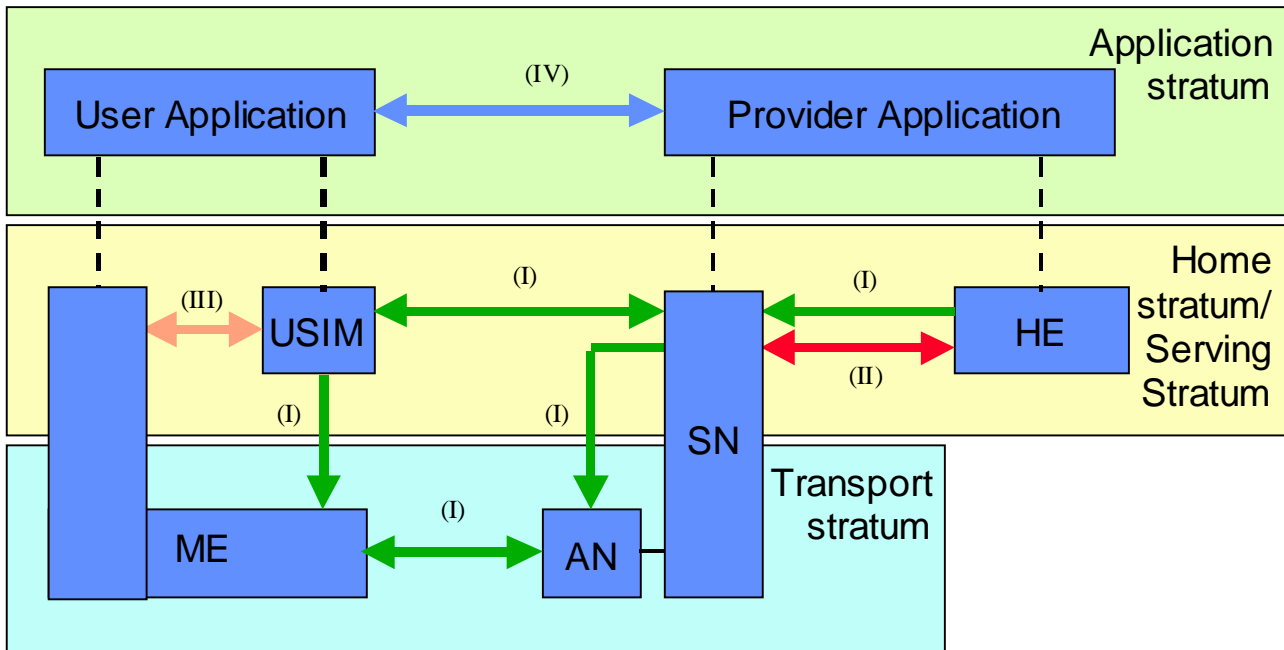 Application
stratum
(IV)
User Application
Provider Application
Home
stratum/
Serving
Stratum
(III)
(I)
(I)
USIM
HE
(II)
(I)
(I)
SN
Transport
stratum
(I)
ME
AN